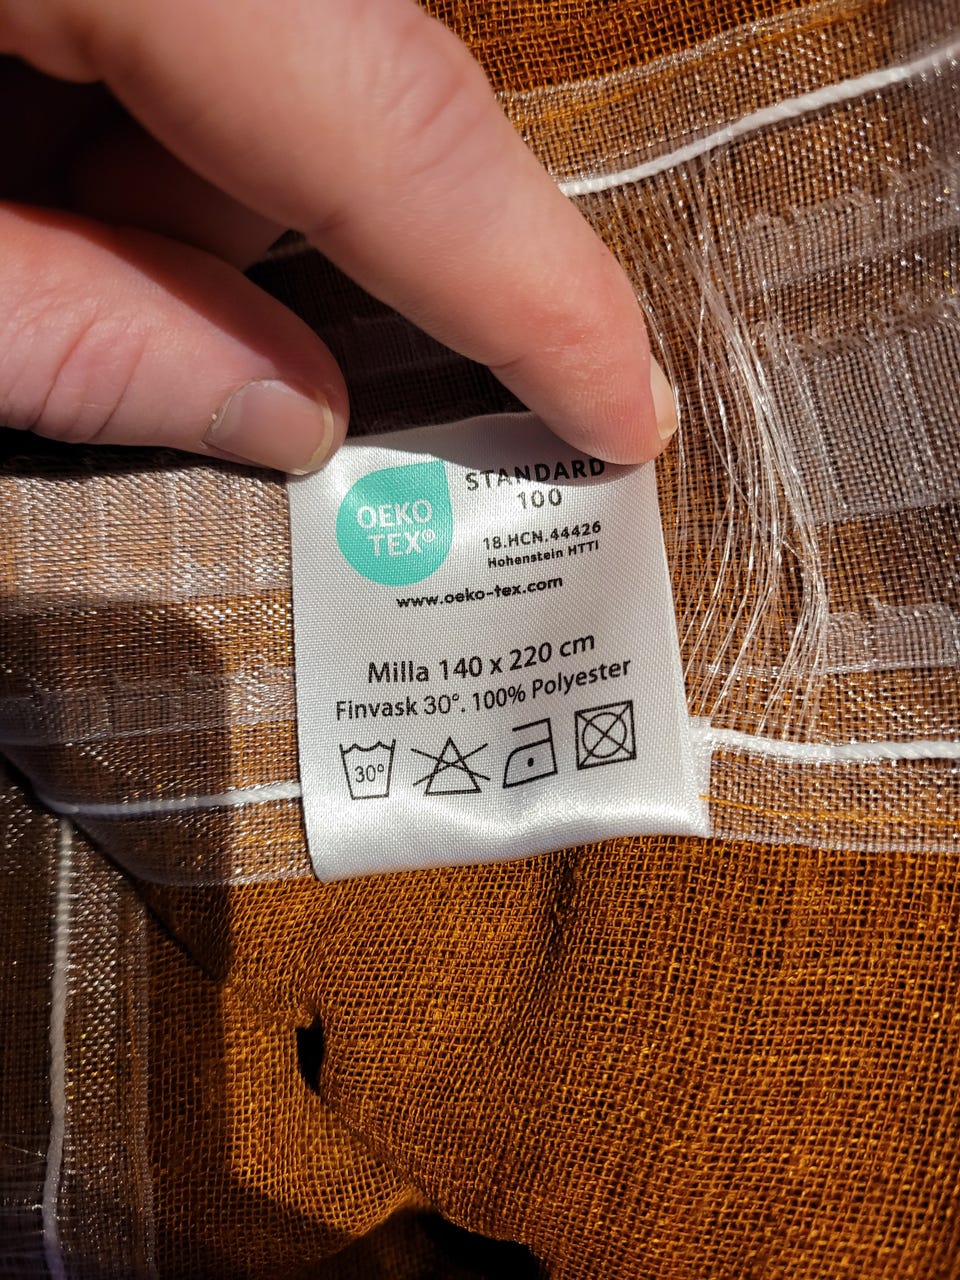 OEKO
TEX®
STANDARD
100
18.HCN.44426
Hohenstein HTTI
www.oeko-tex.com
Milla 140 x 220 cm
Finvask 30°. 100% Polyester
30°